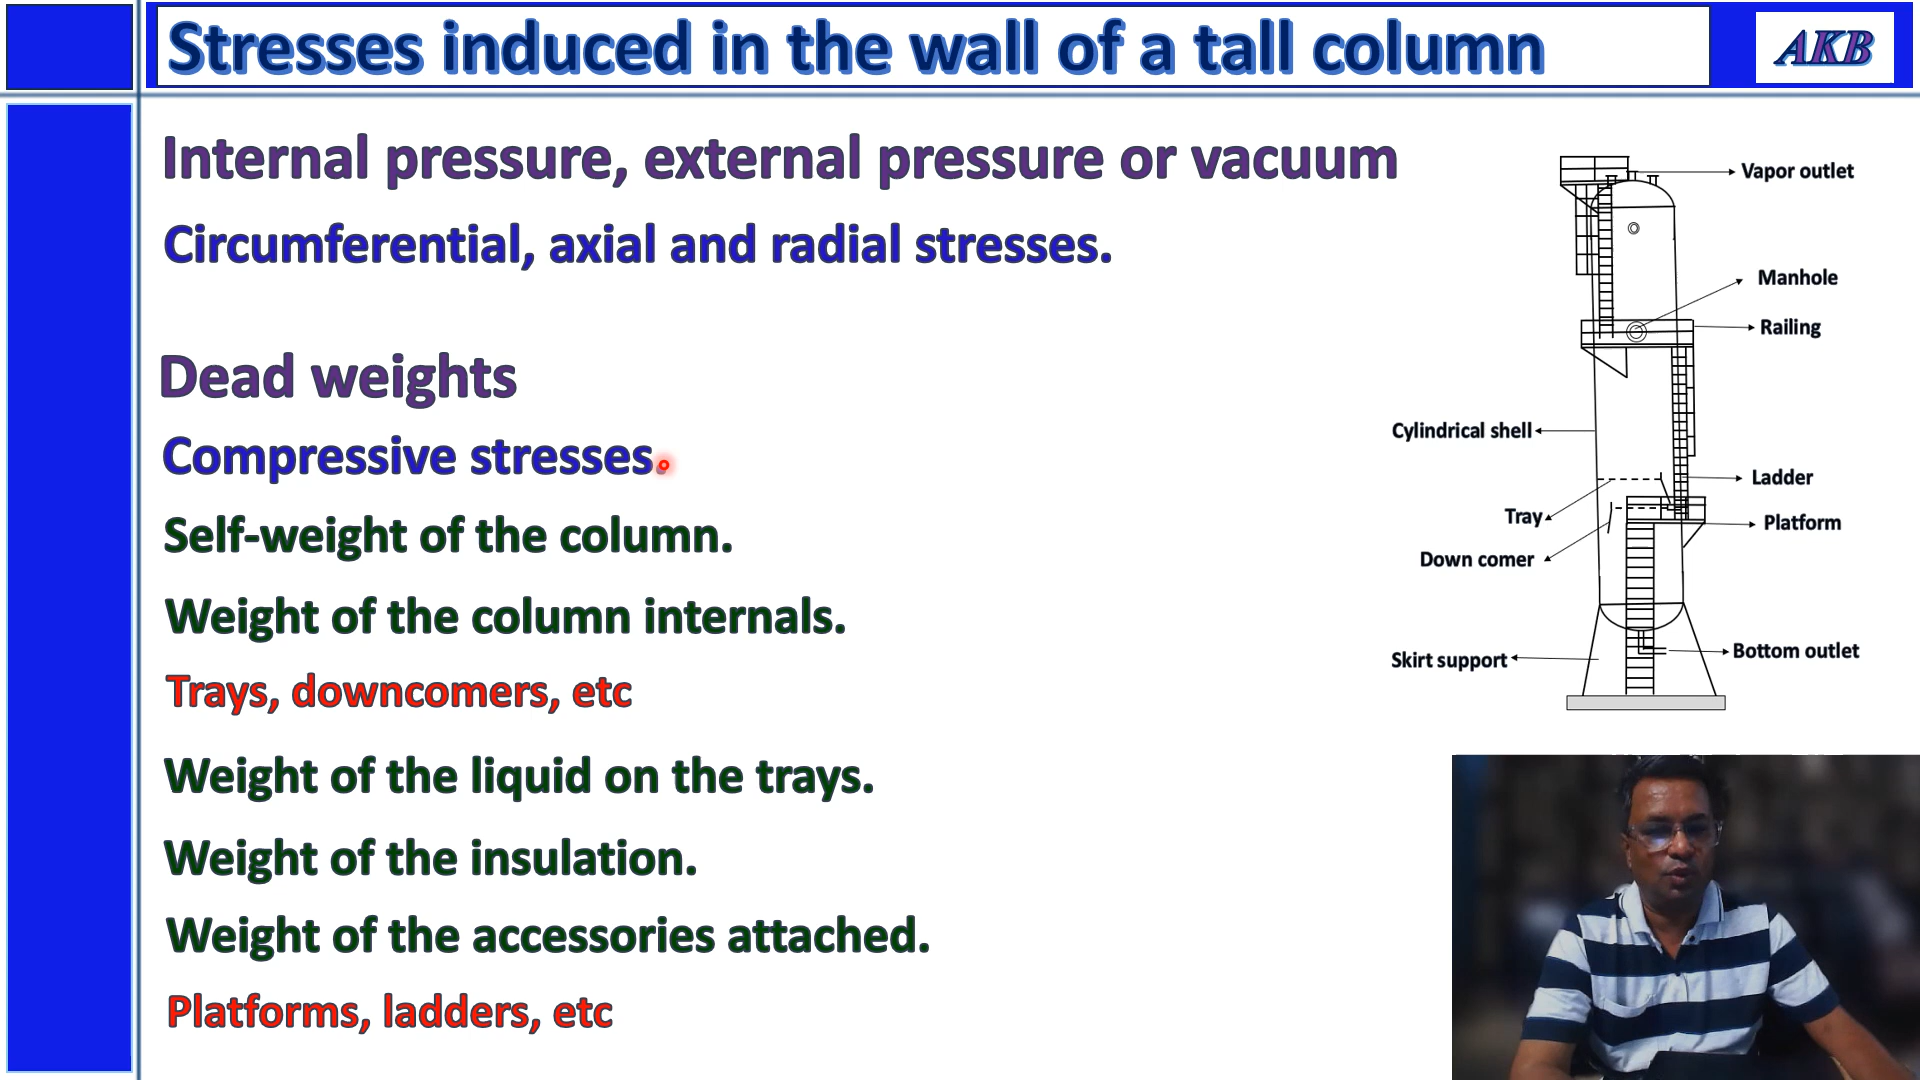 Stresses induced in the wall of a tall column
AKB
Internal pressure, external pressure or vacuum
Circumferential, axial and radial stresses.
Dead weights
Compressive stresses.
Self-weight of the column.
Weight of the column internals.
Trays, downcomers, etc
Weight of the liquid on the trays.
Weight of the insulation.
Weight of the accessories attached.
Platforms, ladders, etc
Vapor outlet
Manhole
Railing
Cylindrical shell
Ladder
Tray
Platform
Down comer
Bottom outlet
Skirt support